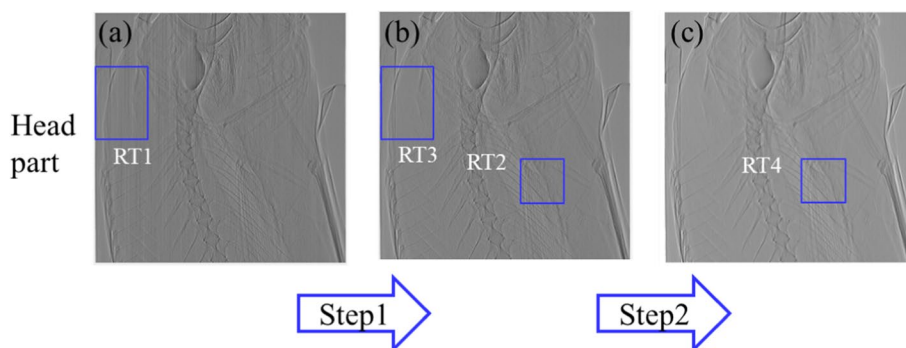 (a)
(b)
(c)
Head
part
RT1
RT3
RT2
RT4
Step1
Step2